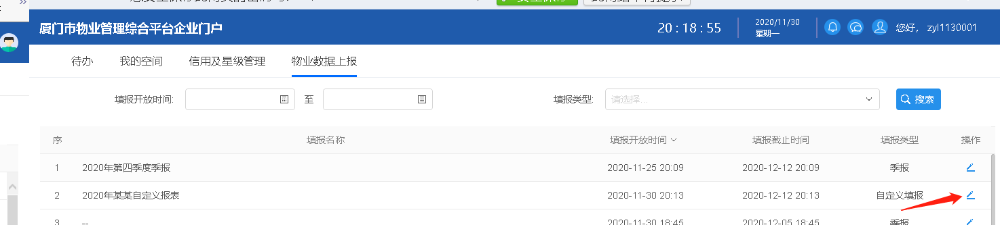 厦门市物业管理综合平台企业门户
20 : 18 : 55
2020/11/30
星期一
您好， zyl1130001
待办 我的空间 信用及星级管理 物业数据上报
填报开放时间: 至 填报类型: 请选择... 搜索
序 填报名称 填报开放时间 填报截止时间 填报类型 操作
1 2020年第四季度季报 2020-11-25 20:09 2020-12-12 20:09 季报
2 2020年某某自定义报表 2020-11-30 20:13 2020-12-12 20:13 自定义填报
3 -- 2020-11-30 18:45 2020-12-05 18:45 季报